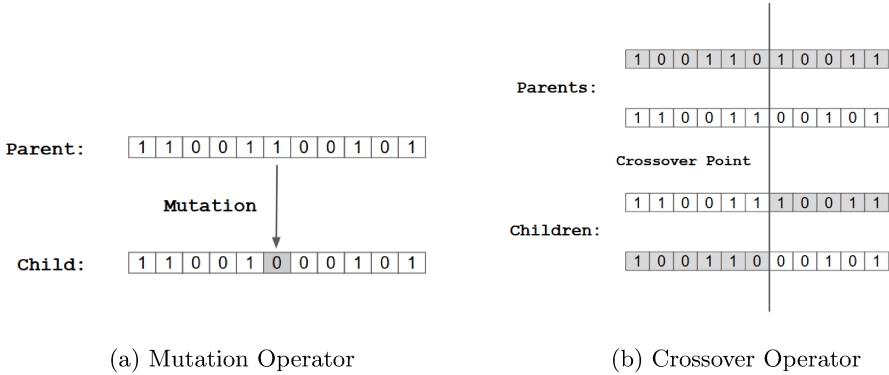 Parent: 1 1 0 0 1 1 0 0 1 0 1
Mutation
Child: 1 1 0 0 1 0 0 0 1 0 1
(a) Mutation Operator
1 0 0 1 1 0 1 0 0 1 1
Parents:
1 1 0 0 1 1 0 0 1 0 1
Crossover Point
1 1 0 0 1 1 1 0 0 1 1
Children:
1 0 0 1 1 0 0 0 1 0 1
(b) Crossover Operator